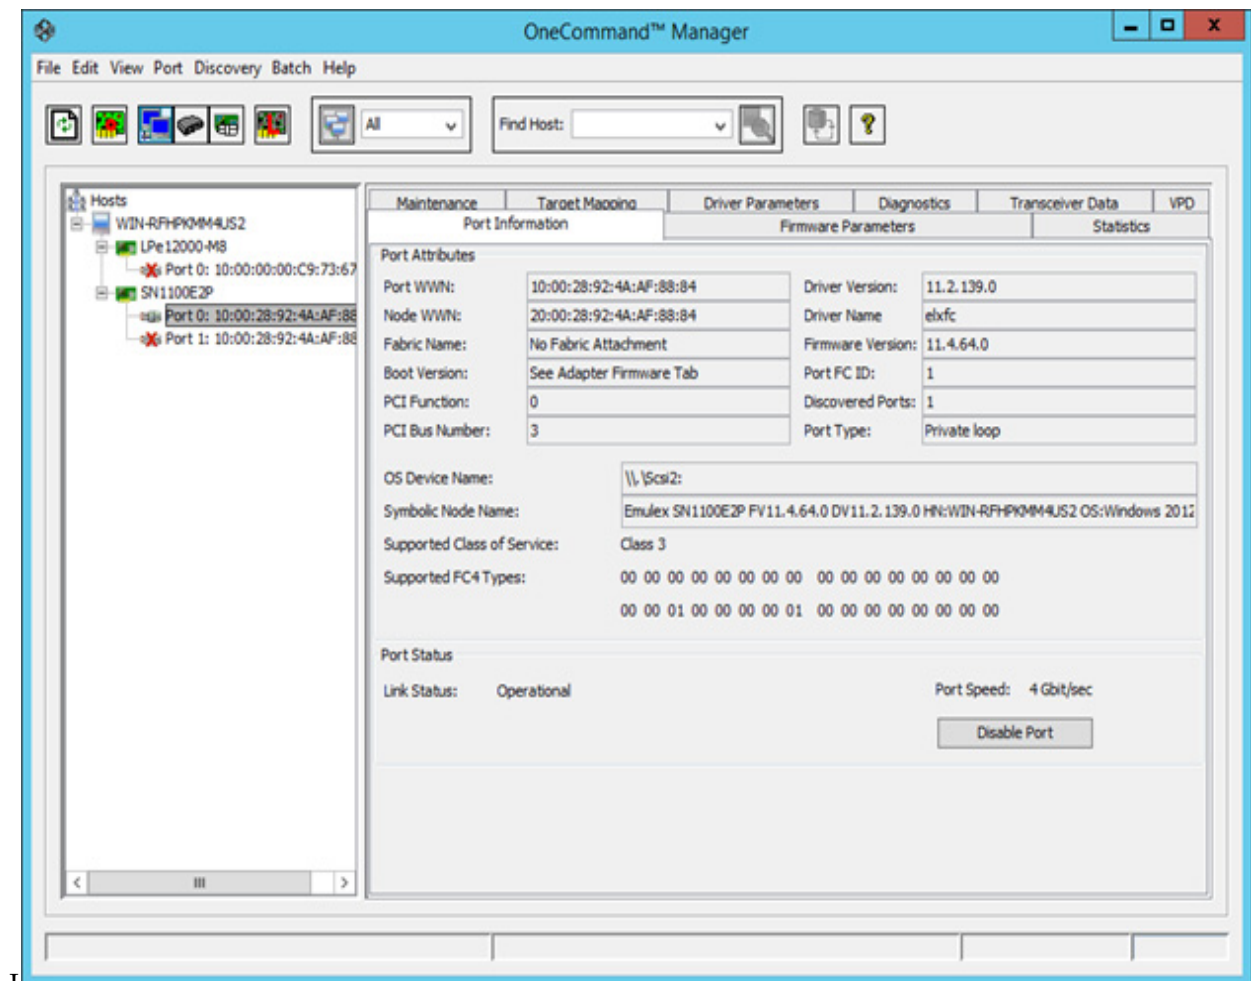 OneCommand™ Manager
File Edit View Port Discovery Batch Help
All
Find Host:
Hosts
WIN-RFHPKMM4US2
LPe12000-M8
Port 0: 10:00:00:00:C9:73:67
SN1100E2P
Port 0: 10:00:28:92:4A:AF:88
Port 1: 10:00:28:92:4A:AF:88
Maintenance Target Mapping Driver Parameters Diagnostics Transceiver Data VPD
Port Information Firmware Parameters Statistics
Port Attributes
Port WWN: 10:00:28:92:4A:AF:88:84 Driver Version: 11.2.139.0
Node WWN: 20:00:28:92:4A:AF:88:84 Driver Name elxfc
Fabric Name: No Fabric Attachment Firmware Version: 11.4.64.0
Boot Version: See Adapter Firmware Tab Port FC ID: 1
PCI Function: 0 Discovered Ports: 1
PCI Bus Number: 3 Port Type: Private loop
OS Device Name: \\.\Scsi2:
Symbolic Node Name: Emulex SN1100E2P FV11.4.64.0 DV11.2.139.0 HN:WIN-RFHPKMM4US2 OS:Windows 2012
Supported Class of Service: Class 3
Supported FC4 Types: 00 00 00 00 00 00 00 00 00 00 00 00 00 00 00 00
00 00 01 00 00 00 00 01 00 00 00 00 00 00 00 00
Port Status
Link Status: Operational Port Speed: 4 Gbit/sec
Disable Port